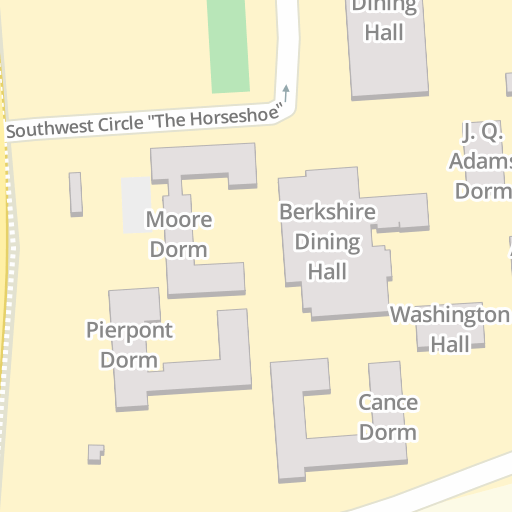 Dining
Hall
Southwest Circle "The Horseshoe"
J. Q.
Adams
Dorm
Moore
Dorm
Berkshire
Dining
Hall
Washington
Hall
Pierpont
Dorm
Cance
Dorm